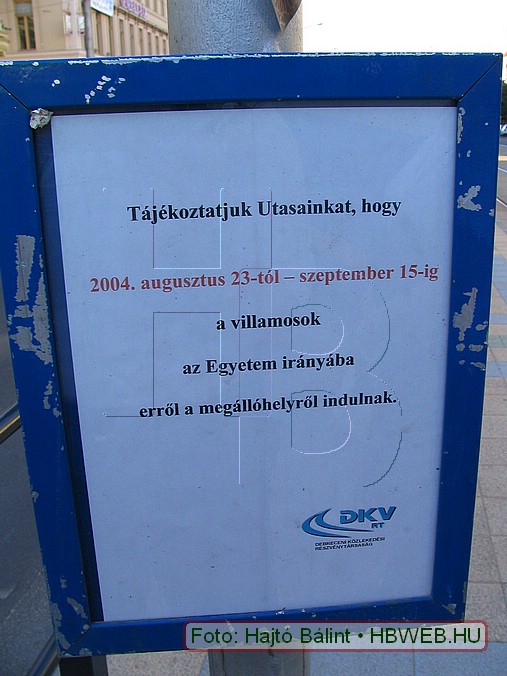 Tájékoztatjuk Utasainkat, hogy
2004. augusztus 23-tól – szeptember 15-ig
a villamosok
az Egyetem irányába
erről a megállóhelyről indulnak.
DKV
RT
DEBRECENI KÖZLEKEDÉSI
RÉSZVÉNYTÁRSASÁG
HB
Foto: Hajtó Bálint • HBWEB.HU